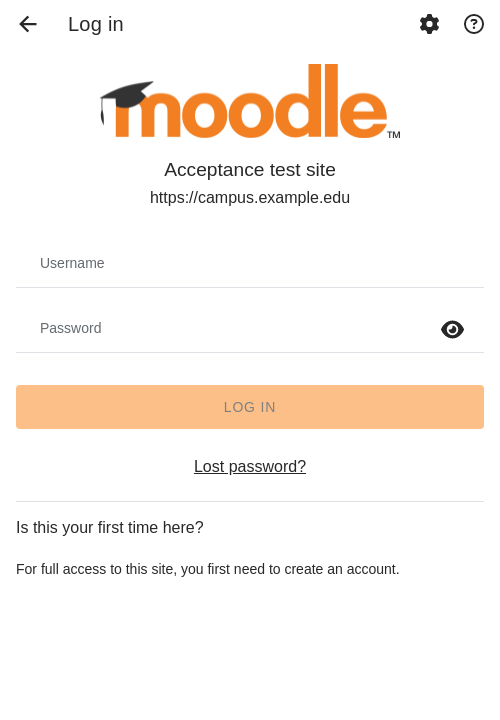 Log in
moodle™
Acceptance test site
https://campus.example.edu
Username
Password
LOG IN
Lost password?
Is this your first time here?
For full access to this site, you first need to create an account.